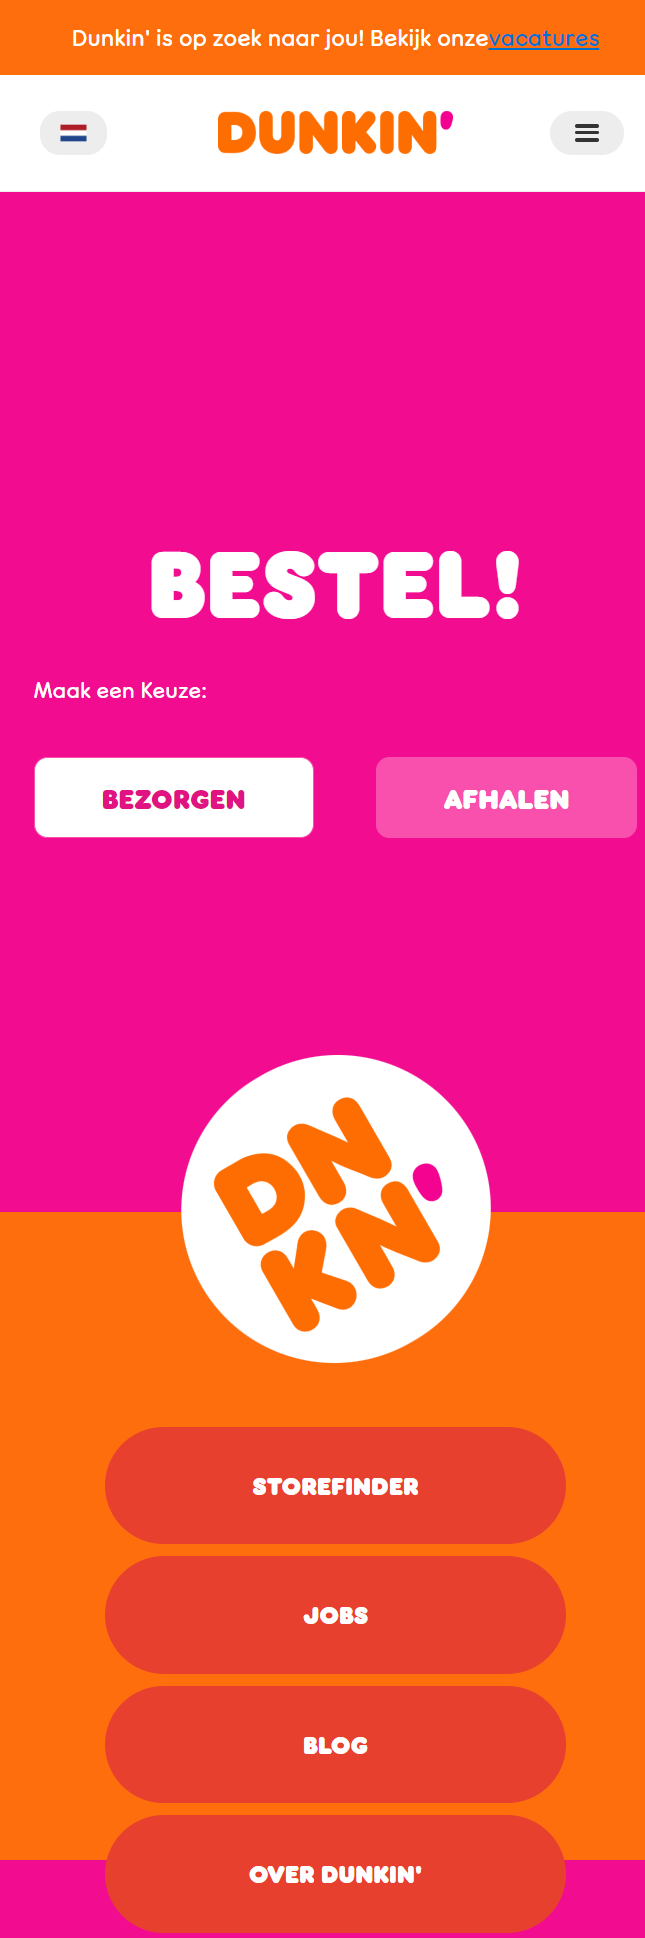 Dunkin' is op zoek naar jou! Bekijk onzevacatures
DUNKIN'
BESTEL!
Maak een Keuze:
BEZORGEN
AFHALEN
DN
KN'
STOREFINDER
JOBS
BLOG
OVER DUNKIN'